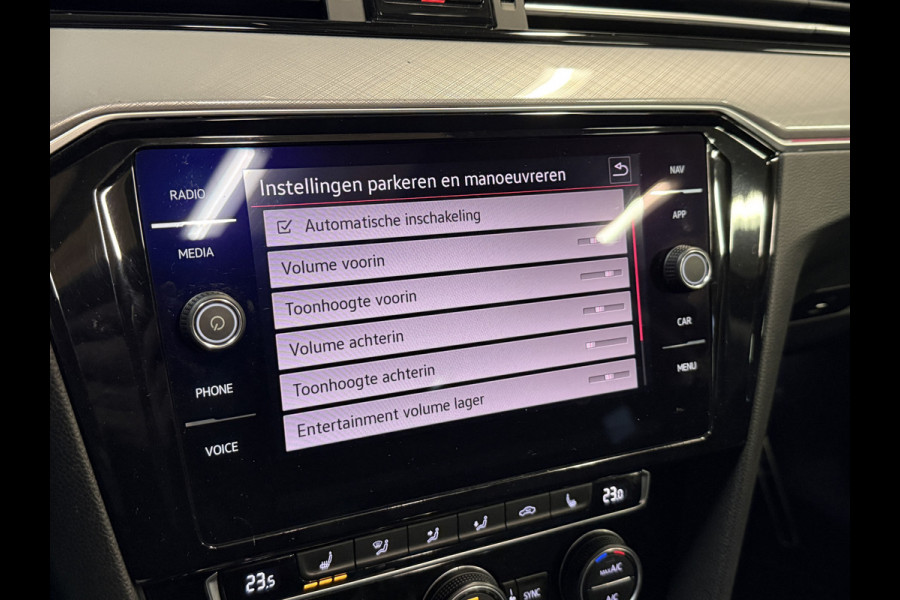 Instellingen parkeren en manoeuvreren
Automatische inschakeling
Volume voorin
Toonhoogte voorin
Volume achterin
Toonhoogte achterin
Entertainment volume lager
RADIO
MEDIA
PHONE
VOICE
NAV
APP
CAR
MENU
23.5
23.0
SYNC
MAX A/C
A/C